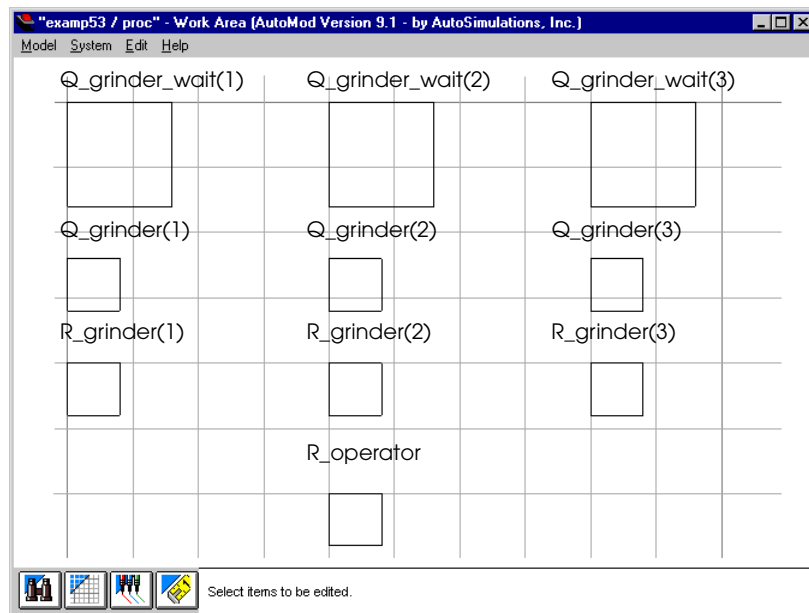 "examp53 / proc" - Work Area (AutoMod Version 9.1 - by AutoSimulations, Inc.)
Model System Edit Help
Q_grinder_wait(1) Q_grinder_wait(2) Q_grinder_wait(3)
Q_grinder(1) Q_grinder(2) Q_grinder(3)
R_grinder(1) R_grinder(2) R_grinder(3)
R_operator
Select items to be edited.